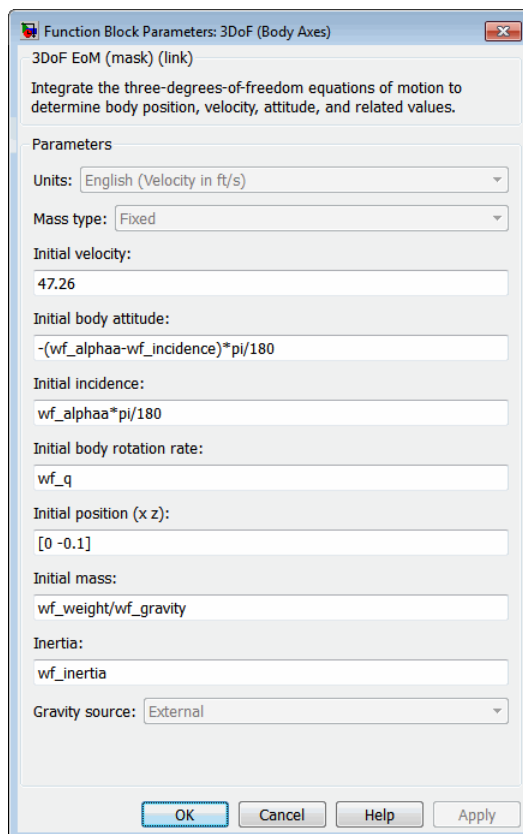 Function Block Parameters: 3DoF (Body Axes)
3DoF EoM (mask) (link)
Integrate the three-degrees-of-freedom equations of motion to
determine body position, velocity, attitude, and related values.
Parameters
Units: English (Velocity in ft/s)
Mass type: Fixed
Initial velocity:
47.26
Initial body attitude:
-(wf_alphaa-wf_incidence)*pi/180
Initial incidence:
wf_alphaa*pi/180
Initial body rotation rate:
wf_q
Initial position (x z):
[0 -0.1]
Initial mass:
wf_weight/wf_gravity
Inertia:
wf_inertia
Gravity source: External
OK Cancel Help Apply